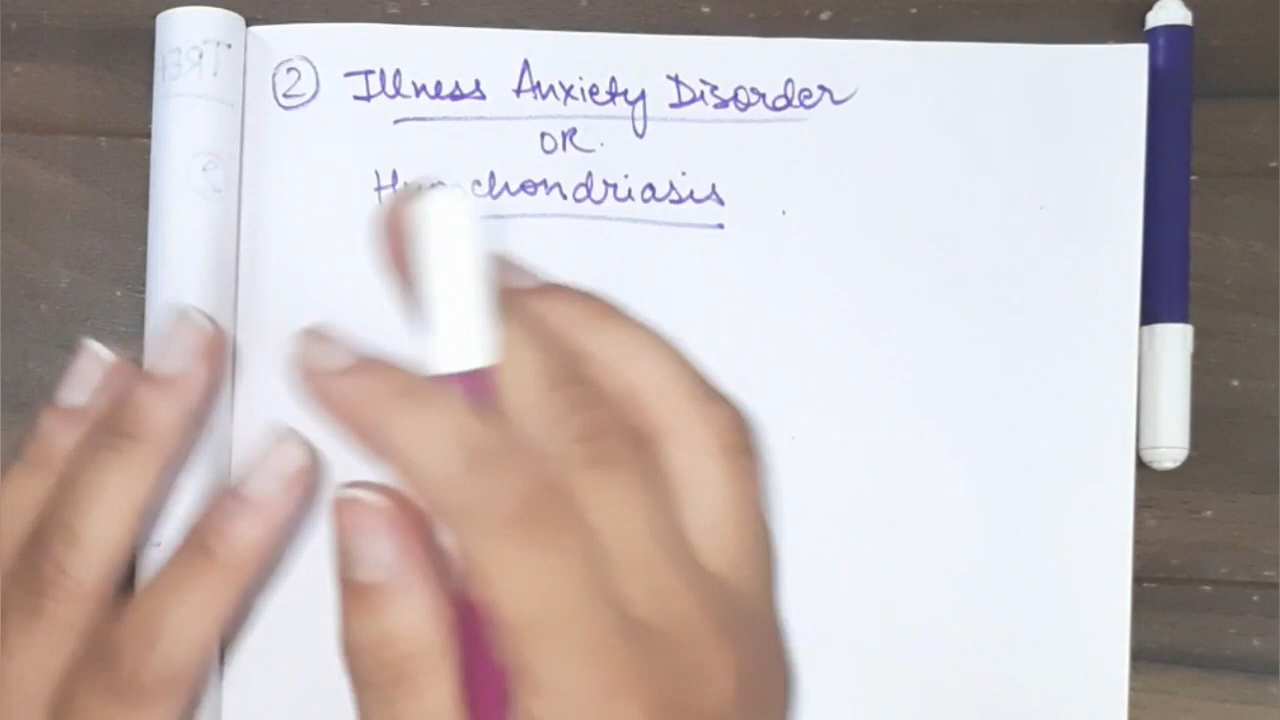 ② Illness Anxiety Disorder
OR.